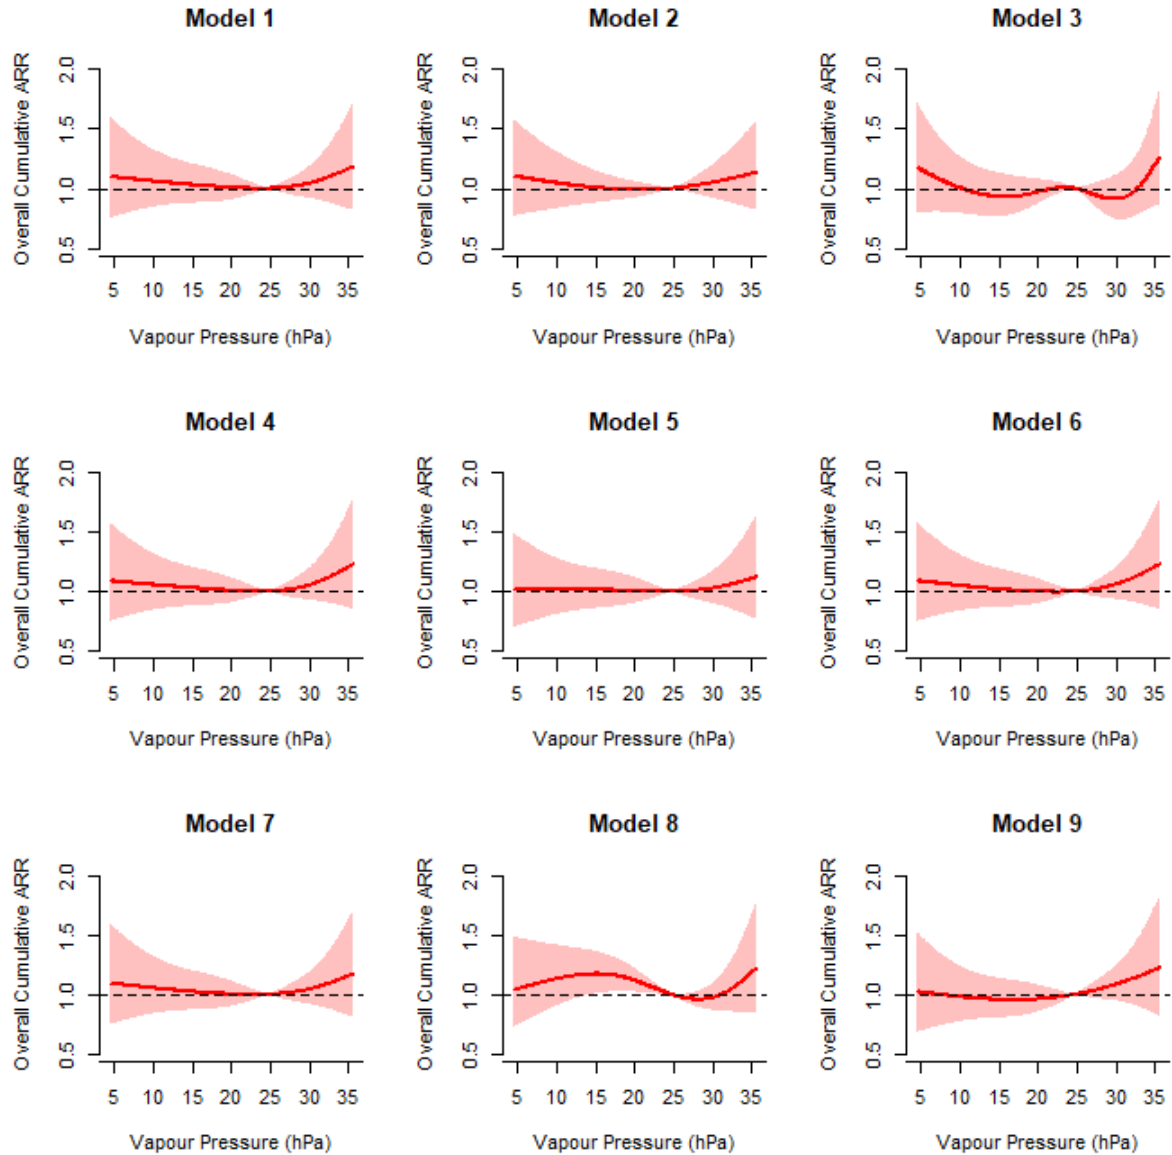 Model 1
Overall Cumulative ARR
2.0
1.5
1.0
0.5
5 10 15 20 25 30 35
Vapour Pressure (hPa)
Model 2
Overall Cumulative ARR
2.0
1.5
1.0
0.5
5 10 15 20 25 30 35
Vapour Pressure (hPa)
Model 3
Overall Cumulative ARR
2.0
1.5
1.0
0.5
5 10 15 20 25 30 35
Vapour Pressure (hPa)
Model 4
Overall Cumulative ARR
2.0
1.5
1.0
0.5
5 10 15 20 25 30 35
Vapour Pressure (hPa)
Model 5
Overall Cumulative ARR
2.0
1.5
1.0
0.5
5 10 15 20 25 30 35
Vapour Pressure (hPa)
Model 6
Overall Cumulative ARR
2.0
1.5
1.0
0.5
5 10 15 20 25 30 35
Vapour Pressure (hPa)
Model 7
Overall Cumulative ARR
2.0
1.5
1.0
0.5
5 10 15 20 25 30 35
Vapour Pressure (hPa)
Model 8
Overall Cumulative ARR
2.0
1.5
1.0
0.5
5 10 15 20 25 30 35
Vapour Pressure (hPa)
Model 9
Overall Cumulative ARR
2.0
1.5
1.0
0.5
5 10 15 20 25 30 35
Vapour Pressure (hPa)